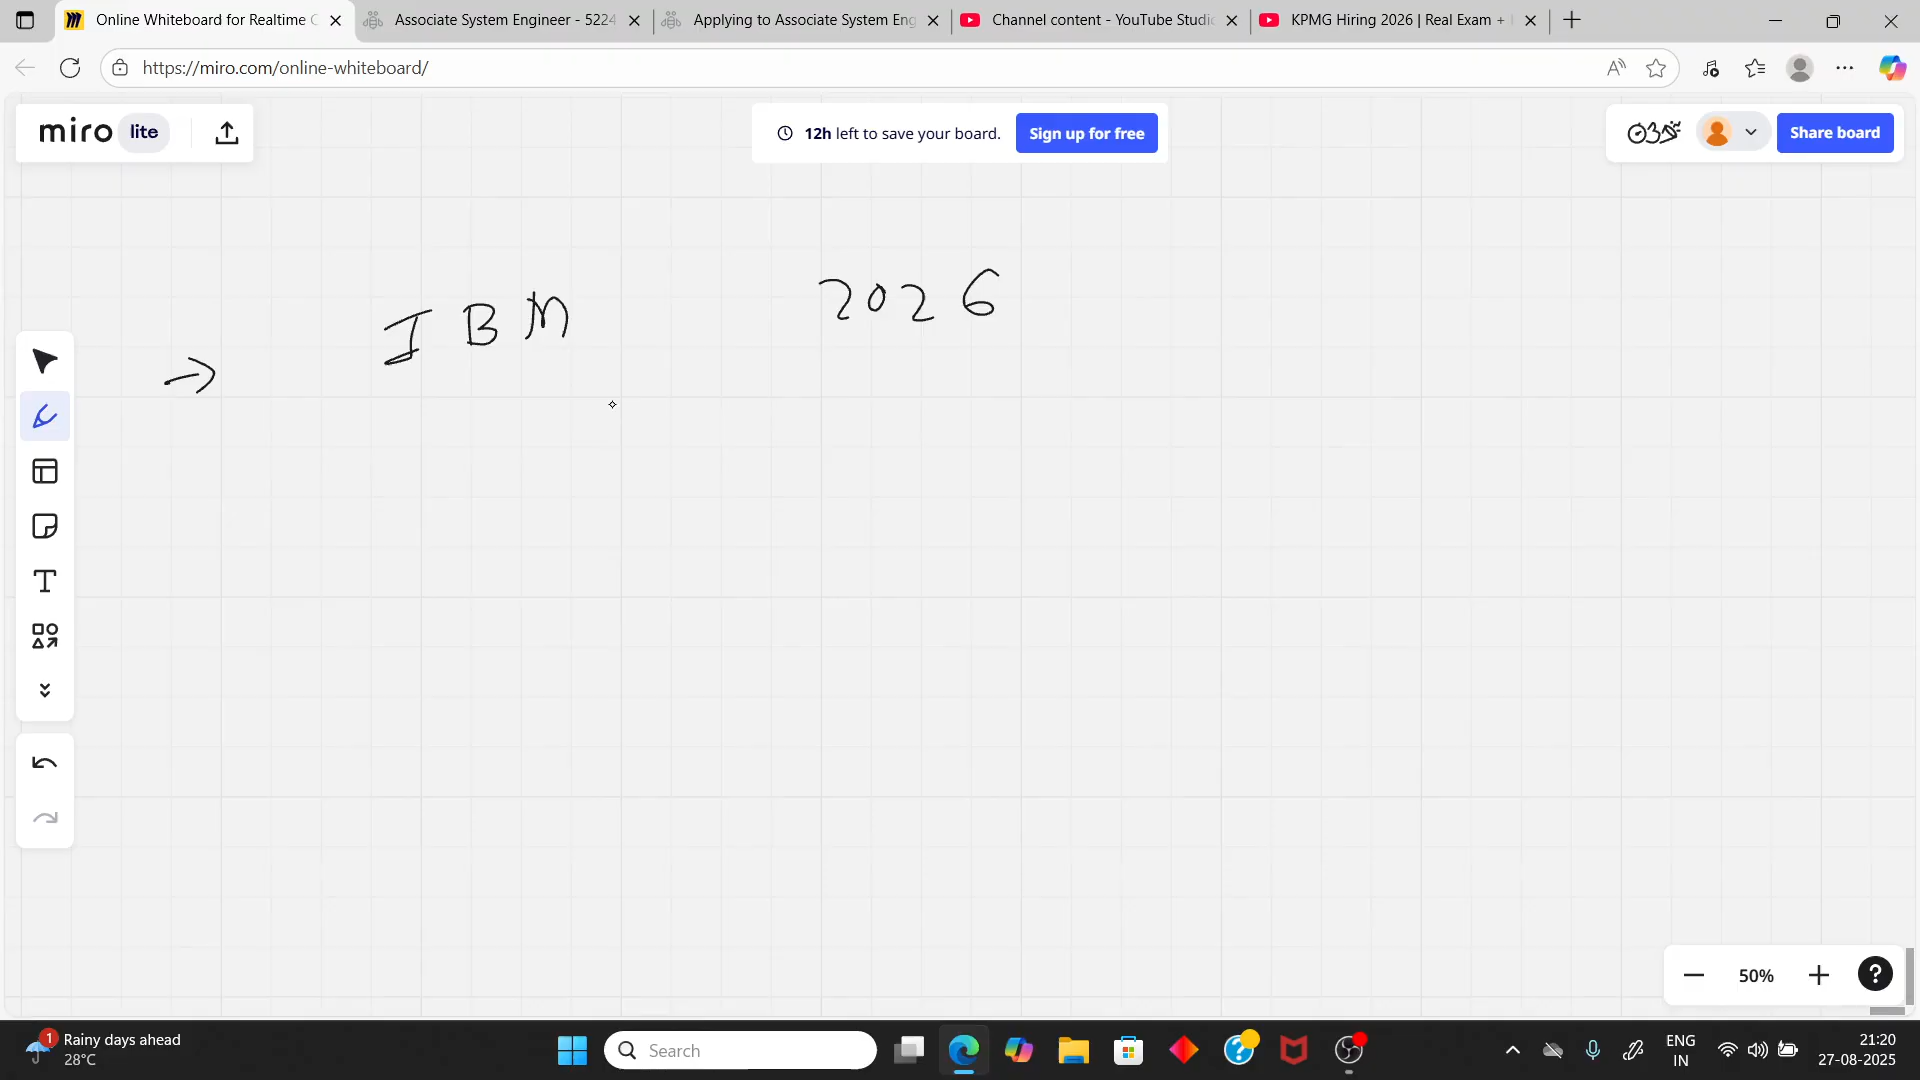 Online Whiteboard for Realtime C
Associate System Engineer - 5224
Applying to Associate System Eng
Channel content - YouTube Studio
KPMG Hiring 2026 | Real Exam +
https://miro.com/online-whiteboard/
miro lite
12h left to save your board.
Sign up for free
Share board
IBM
2026
→
T
50%
?
1
Rainy days ahead
28°C
Search
ENG
IN
21:20
27-08-2025